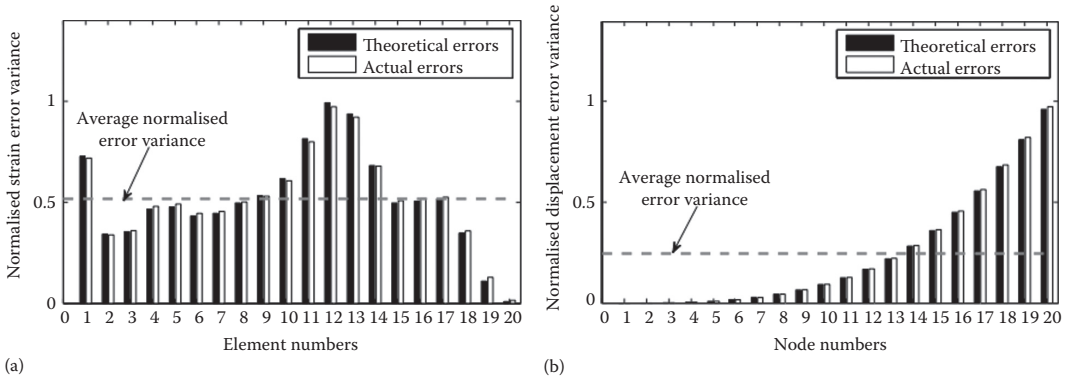 Normalised strain error variance
1
0.5
0
Theoretical errors
Actual errors
Average normalised
error variance
0 1 2 3 4 5 6 7 8 9 10 11 12 13 14 15 16 17 18 19 20
Element numbers
(a)
Normalised displacement error variance
1
0.5
0
Theoretical errors
Actual errors
Average normalised
error variance
0 1 2 3 4 5 6 7 8 9 10 11 12 13 14 15 16 17 18 19 20
Node numbers
(b)